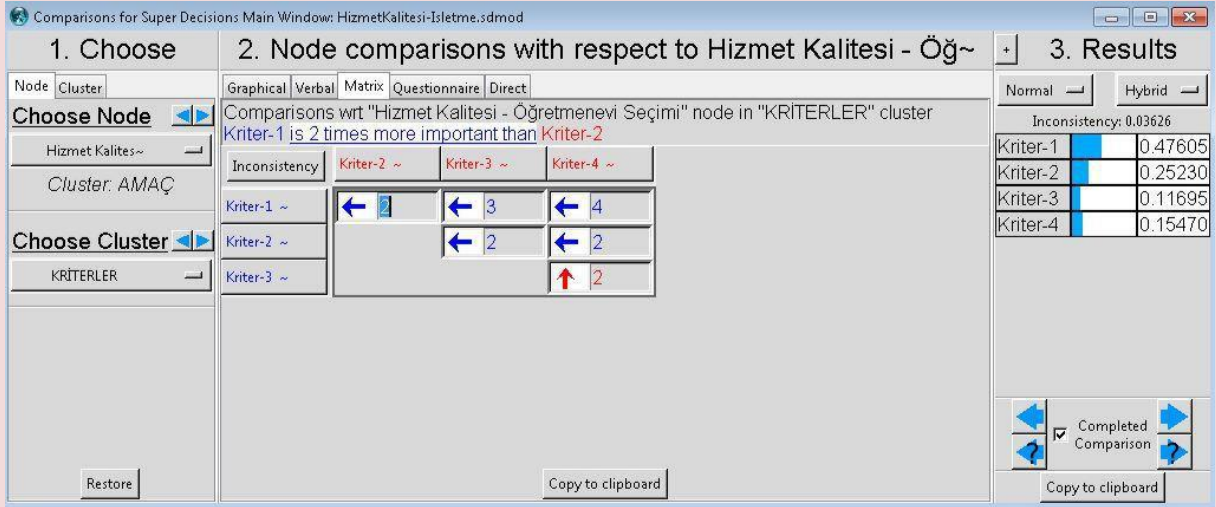 Comparisons for Super Decisions Main Window: HizmetKalitesi-Isletme.sdmod
1. Choose
2. Node comparisons with respect to Hizmet Kalitesi - Öğ~
+
3. Results
Node Cluster
Graphical Verbal Matrix Questionnaire Direct
Normal Hybrid
Choose Node
Comparisons wrt "Hizmet Kalitesi - Öğretmenevi Seçimi" node in "KRİTERLER" cluster
Kriter-1 is 2 times more important than Kriter-2
Inconsistency: 0.03626
Hizmet Kalites~
Cluster: AMAÇ
Choose Cluster
KRİTERLER
Restore
Inconsistency Kriter-2 ~ Kriter-3 ~ Kriter-4 ~
Kriter-1 ~ 2 3 4
Kriter-2 ~ 2 2
Kriter-3 ~ 2
Copy to clipboard
Kriter-1 0.47605
Kriter-2 0.25230
Kriter-3 0.11695
Kriter-4 0.15470
Completed
Comparison
? ?
Copy to clipboard